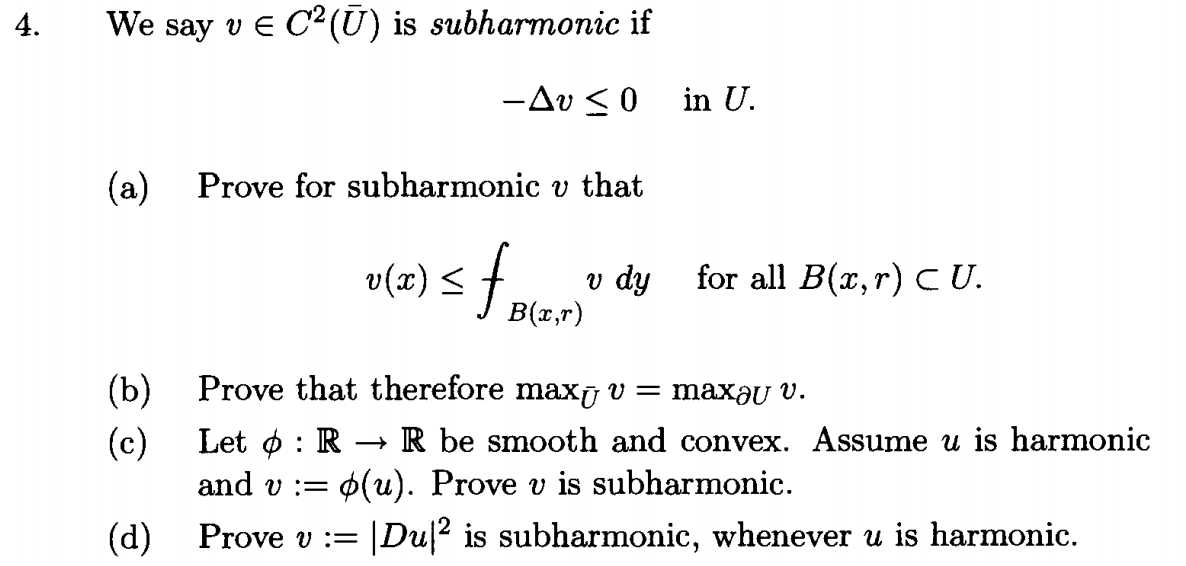 4. We say v ∈ C²(Ū) is subharmonic if
−Δv ≤ 0 in U.
(a) Prove for subharmonic v that
v(x) ≤ ⨍_{B(x,r)} v dy for all B(x,r) ⊂ U.
(b) Prove that therefore max_{Ū} v = max_{∂U} v.
(c) Let ϕ : ℝ → ℝ be smooth and convex. Assume u is harmonic
and v := ϕ(u). Prove v is subharmonic.
(d) Prove v := |Du|² is subharmonic, whenever u is harmonic.